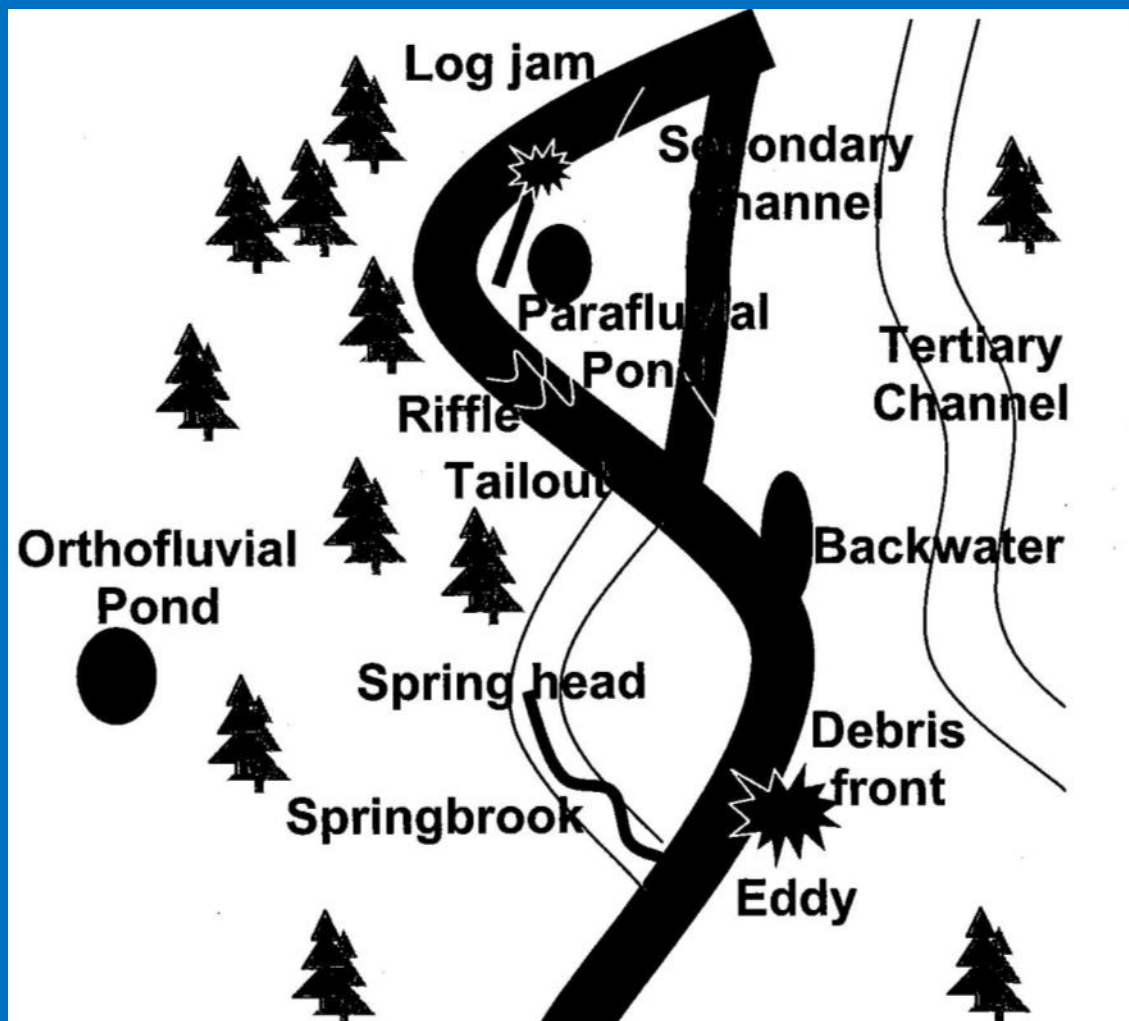 Log jam
Secondary
Channel
Parafluvial
Pond
Tertiary
Channel
Riffle
Tailout
Orthofluvial
Pond
Backwater
Spring head
Debris
front
Springbrook
Eddy